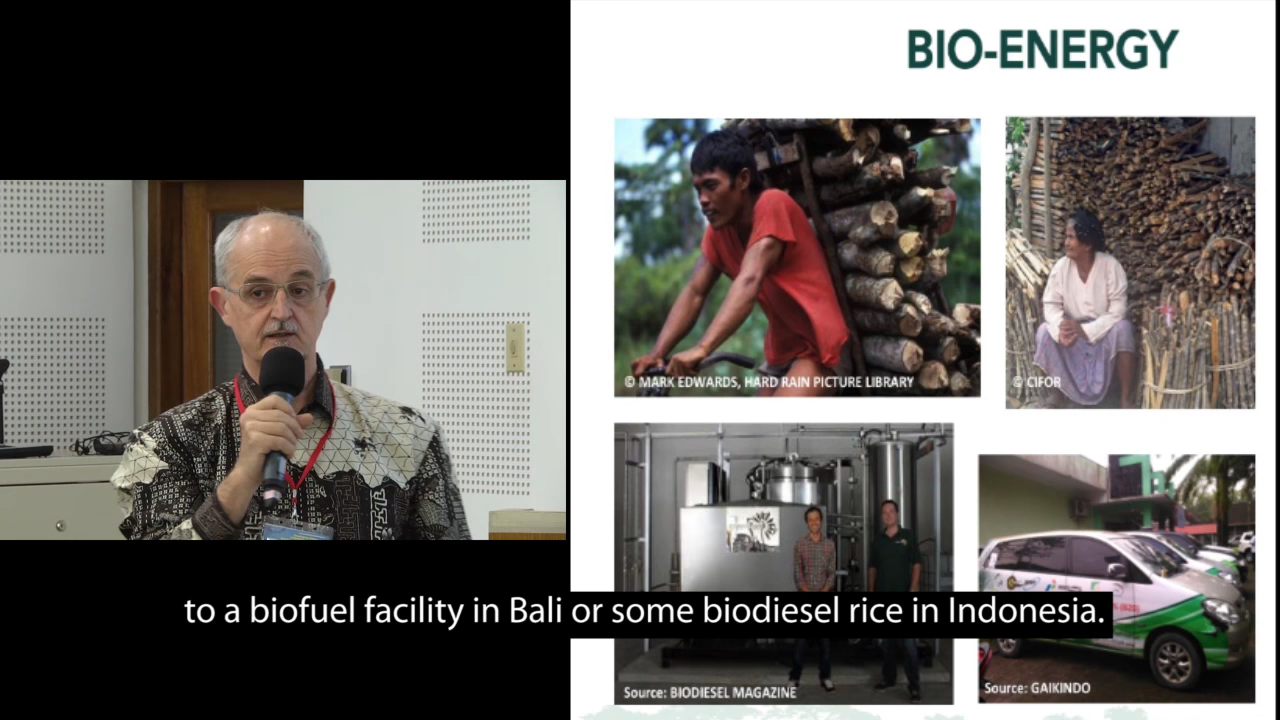 BIO-ENERGY
© MARK EDWARDS, HARD RAIN PICTURE LIBRARY
© CIFOR
to a biofuel facility in Bali or some biodiesel rice in Indonesia.
Source: BIODIESEL MAGAZINE
Source: GAIKINDO